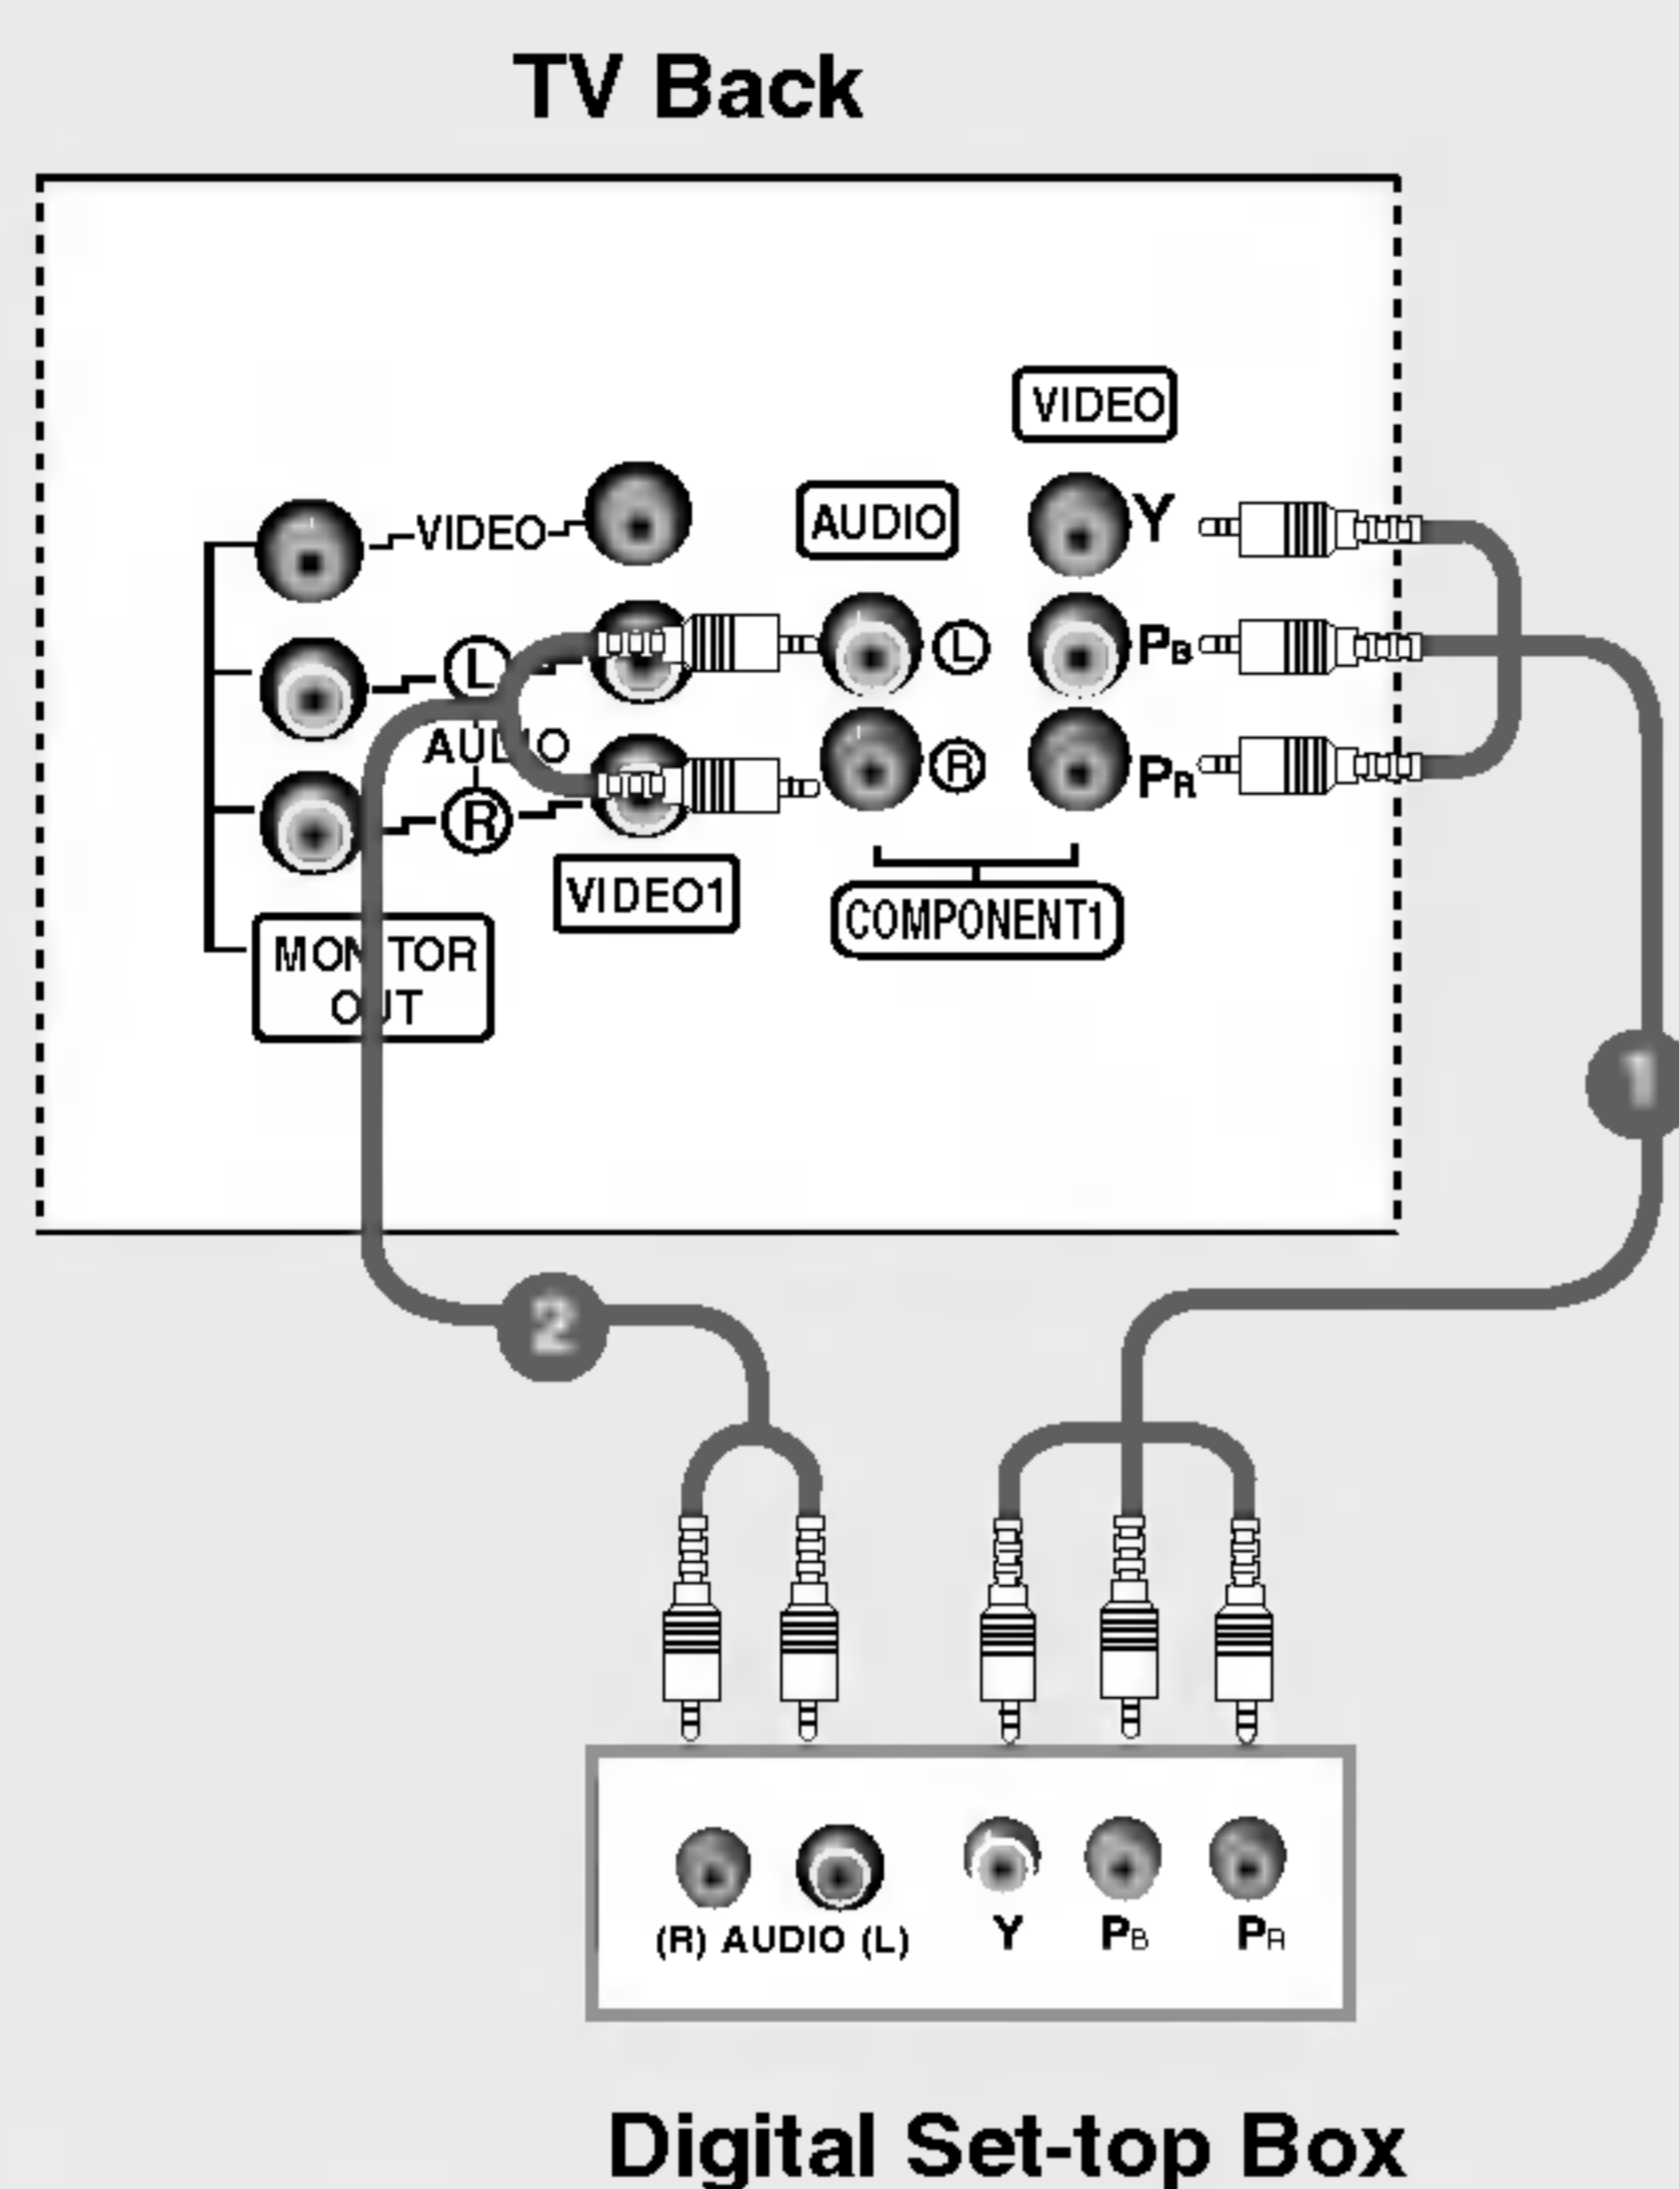 TV Back
VIDEO
VIDEO
AUDIO
Y
L
L
PB
AUDIO
R
R
PR
VIDEO1
COMPONENT1
MONITOR
OUT
1
2
(R) AUDIO (L)
Y
PB
PR
Digital Set-top Box